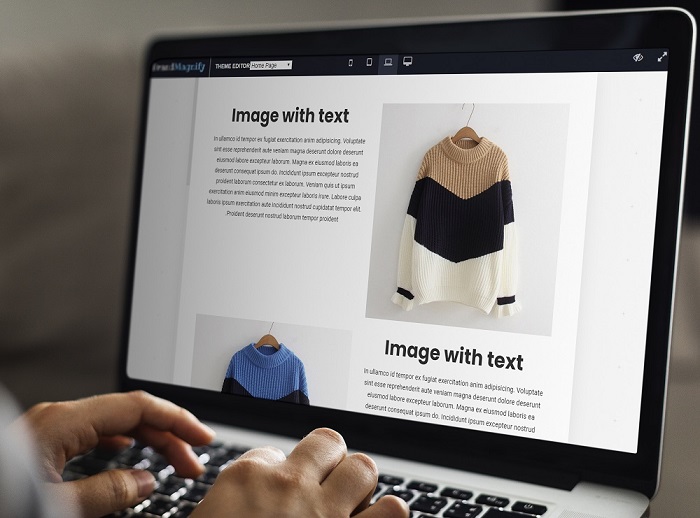 THEME EDITOR Home Page
Image with text
In ullamco id tempor ex fugiat exercitation anim adipisicing. Voluptate
sint esse reprehenderit aute veniam magna deserunt dolore deserunt
eiusmod labore excepteur laborum. Magna ex eiusmod laboris ea
deserunt consequat ipsum do. Incididunt ipsum excepteur nostrud
proident laborum consectetur ex laborum. Veniam quis ut ipsum
exercitation anim eiusmod minim excepteur laboris irure. Labore culpa
laboris ipsum exercitation aute incididunt nostrud cupidatat tempor elit.
Proident deserunt nostrud laborum tempor proident
Image with text
In ullamco id tempor ex fugiat exercitation anim adipisicing. Voluptate
sint esse reprehenderit aute veniam magna deserunt dolore deserunt
eiusmod labore excepteur laborum. Magna ex eiusmod laboris ea
deserunt consequat ipsum do. Incididunt ipsum excepteur nostrud